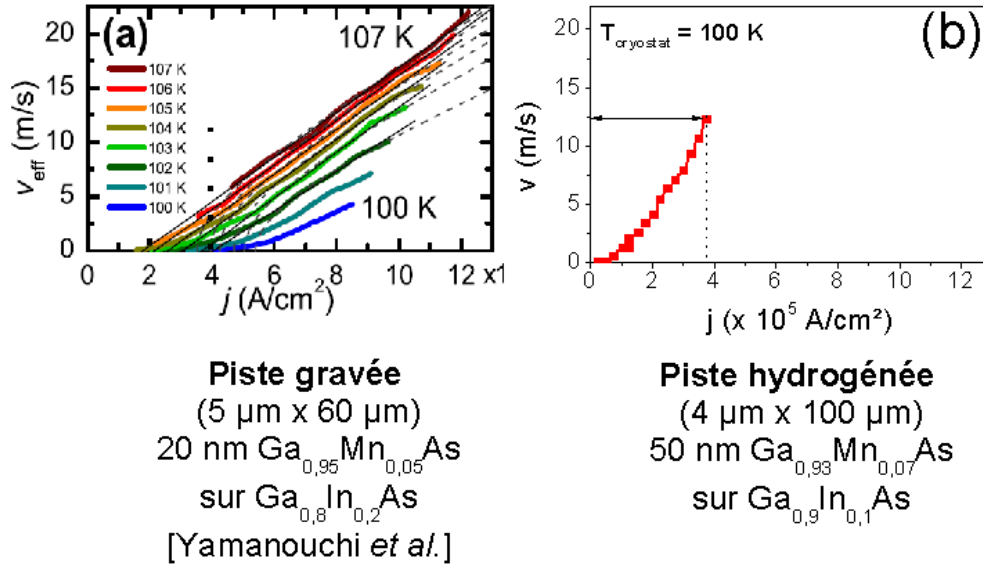 (a)
107 K
107 K
106 K
105 K
104 K
103 K
102 K
101 K
100 K
100 K
v_eff (m/s)
0
5
10
15
20
0 2 4 6 8 10 12 x1
j (A/cm²)
(b)
T_cryostat = 100 K
v (m/s)
0
5
10
15
20
0 2 4 6 8 10 12
j (x 10⁵ A/cm²)
Piste gravée
(5 µm x 60 µm)
20 nm Ga₀,₉₅Mn₀,₀₅As
sur Ga₀,₈In₀,₂As
[Yamanouchi et al.]
Piste hydrogénée
(4 µm x 100 µm)
50 nm Ga₀,₉₃Mn₀,₀₇As
sur Ga₀,₉In₀,₁As